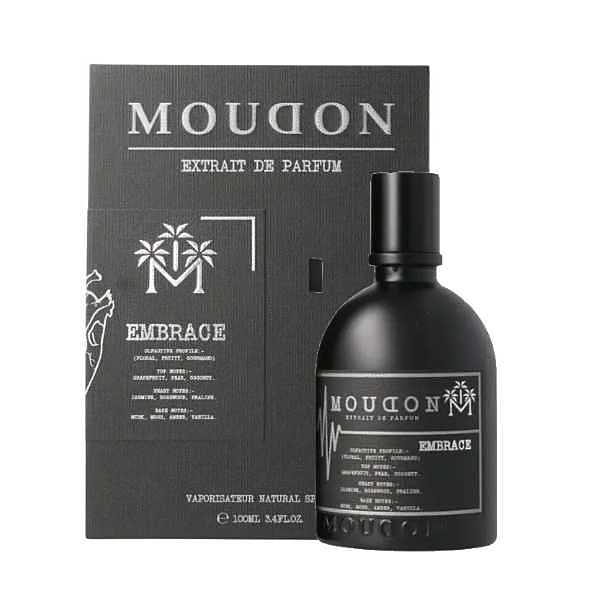 MOUDON
EXTRAIT DE PARFUM
M
EMBRACE
OLFACTIVE PROFILE:-
(FLORAL, FRUITY, GOURMAND)
TOP NOTES:-
GRAPEFRUIT, PEAR, COCONUT.
HEART NOTES:-
JASMINE, ROSEWOOD, PRALINE.
BASE NOTES:-
MUSK, MOSS, AMBER, VANILLA.
VAPORISATEUR NATURAL SP
℮ 100ML 3.4FL.OZ
MOUDON M
EXTRAIT DE PARFUM
EMBRACE
OLFACTIVE PROFILE:-
(FLORAL, FRUITY, GOURMAND)
TOP NOTES:-
GRAPEFRUIT, PEAR, COCONUT.
HEART NOTES:-
JASMINE, ROSEWOOD, PRALINE.
BASE NOTES:-
MUSK, MOSS, AMBER, VANILLA.
MOUDON